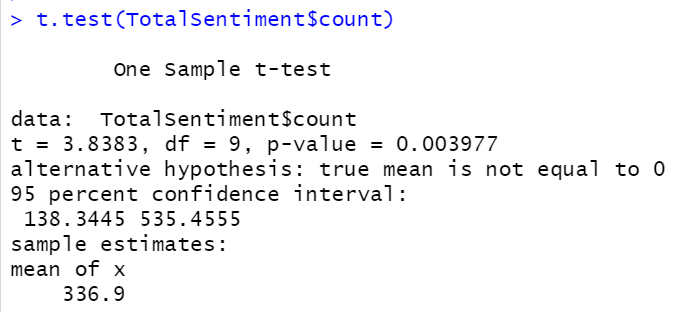 > t.test(TotalSentiment$count)
One Sample t-test
data:  TotalSentiment$count
t = 3.8383, df = 9, p-value = 0.003977
alternative hypothesis: true mean is not equal to 0
95 percent confidence interval:
138.3445 535.4555
sample estimates:
mean of x
336.9